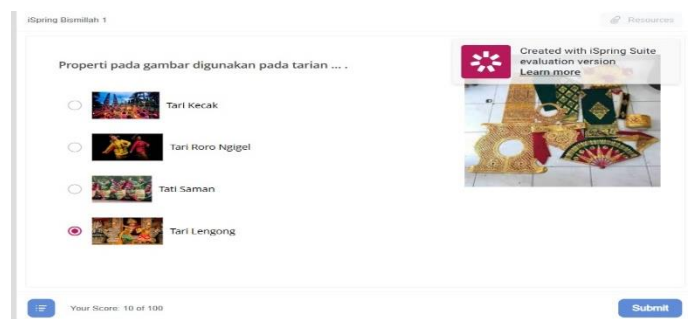 iSpring Bismillah 1
Resources
Created with iSpring Suite
evaluation version
Learn more
Properti pada gambar digunakan pada tarian ... .
Tari Kecak
Tari Roro Ngigel
Tati Saman
Tari Lengong
Your Score: 10 of 100
Submit